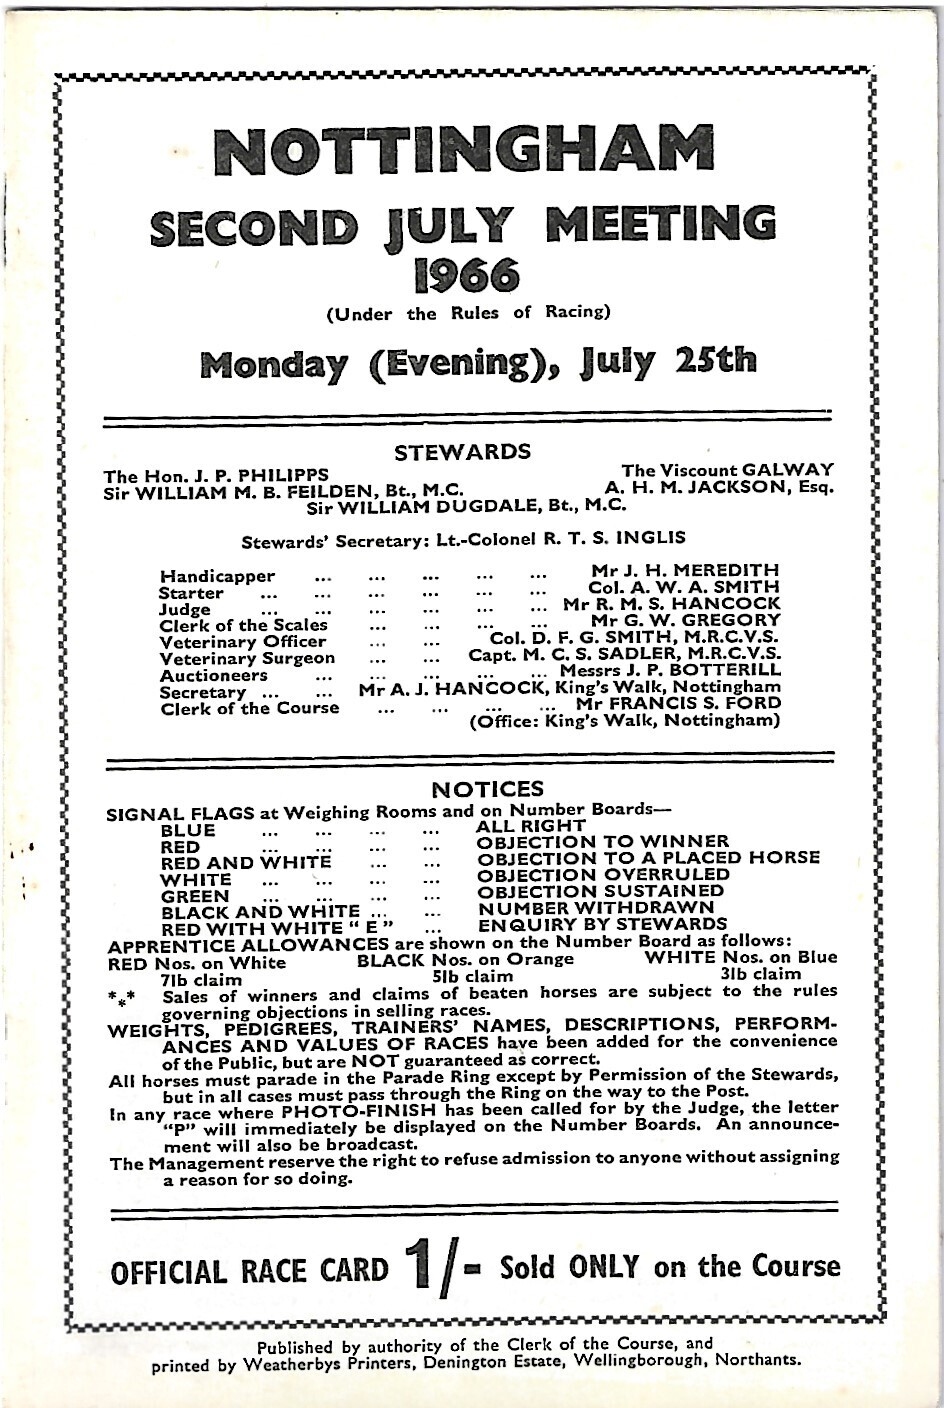 NOTTINGHAM
SECOND JULY MEETING
1966
(Under the Rules of Racing)
Monday (Evening), July 25th
STEWARDS
The Hon. J. P. PHILIPPS The Viscount GALWAY
Sir WILLIAM M. B. FEILDEN, Bt., M.C. A. H. M. JACKSON, Esq.
Sir WILLIAM DUGDALE, Bt., M.C.
Stewards' Secretary: Lt.-Colonel R. T. S. INGLIS
Handicapper ... ... ... ... ... Mr J. H. MEREDITH
Starter ... ... ... ... ... ... Col. A. W. A. SMITH
Judge ... ... ... ... ... ... Mr R. M. S. HANCOCK
Clerk of the Scales ... ... ... ... Mr G. W. GREGORY
Veterinary Officer ... ... Col. D. F. G. SMITH, M.R.C.V.S.
Veterinary Surgeon ... ... Capt. M. C. S. SADLER, M.R.C.V.S.
Auctioneers ... ... ... ... ... Messrs J. P. BOTTERILL
Secretary ... ... Mr A. J. HANCOCK, King's Walk, Nottingham
Clerk of the Course ... ... ... ... Mr FRANCIS S. FORD
(Office: King's Walk, Nottingham)
NOTICES
SIGNAL FLAGS at Weighing Rooms and on Number Boards—
BLUE ... ... ... ... ALL RIGHT
RED ... ... ... ... OBJECTION TO WINNER
RED AND WHITE ... ... OBJECTION TO A PLACED HORSE
WHITE ... ... ... ... OBJECTION OVERRULED
GREEN ... ... ... ... OBJECTION SUSTAINED
BLACK AND WHITE ... ... NUMBER WITHDRAWN
RED WITH WHITE "E" ... ENQUIRY BY STEWARDS
APPRENTICE ALLOWANCES are shown on the Number Board as follows:
RED Nos. on White BLACK Nos. on Orange WHITE Nos. on Blue
7lb claim 5lb claim 3lb claim
*** Sales of winners and claims of beaten horses are subject to the rules
governing objections in selling races.
WEIGHTS, PEDIGREES, TRAINERS' NAMES, DESCRIPTIONS, PERFORM-
ANCES AND VALUES OF RACES have been added for the convenience
of the Public, but are NOT guaranteed as correct.
All horses must parade in the Parade Ring except by Permission of the Stewards,
but in all cases must pass through the Ring on the way to the Post.
In any race where PHOTO-FINISH has been called for by the Judge, the letter
"P" will immediately be displayed on the Number Boards. An announce-
ment will also be broadcast.
The Management reserve the right to refuse admission to anyone without assigning
a reason for so doing.
OFFICIAL RACE CARD 1/- Sold ONLY on the Course
Published by authority of the Clerk of the Course, and
printed by Weatherbys Printers, Denington Estate, Wellingborough, Northants.